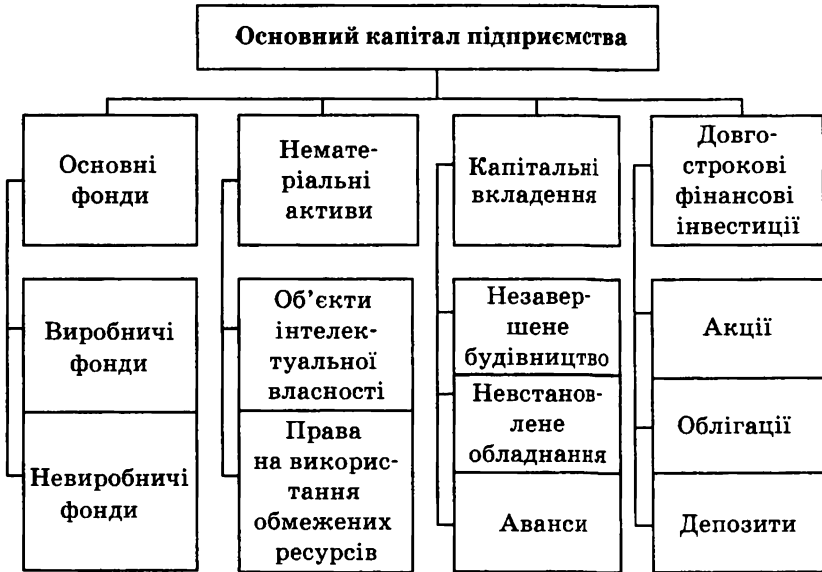 Основний капітал підприємства
Основні
фонди
Виробничі
фонди
Невиробничі
фонди
Немате-
ріальні
активи
Об’єкти
інтелек-
туальної
власності
Права
на викорис-
тання
обмежених
ресурсів
Капітальні
вкладення
Незавер-
шене
будівництво
Невстанов-
лене
обладнання
Аванси
Довго-
строкові
фінансові
інвестиції
Акції
Облігації
Депозити